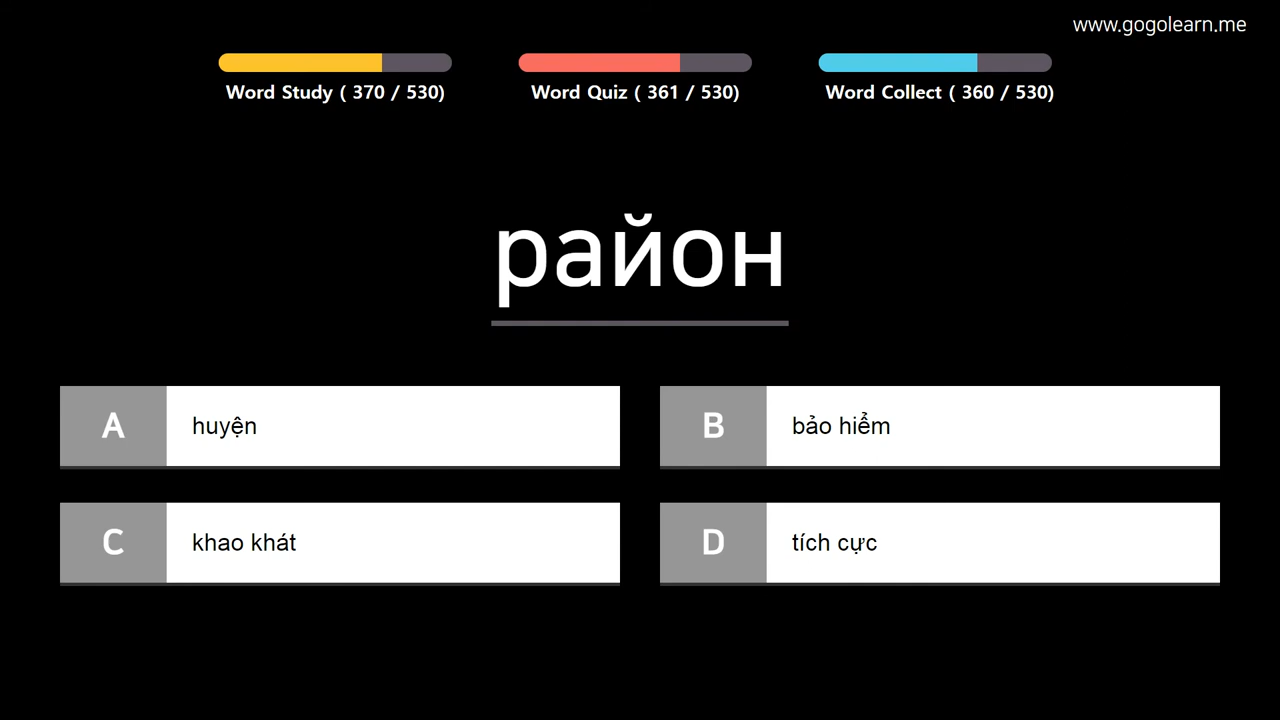 www.gogolearn.me
Word Study ( 370 / 530)
Word Quiz ( 361 / 530)
Word Collect ( 360 / 530)
район
A huyện
B bảo hiểm
C khao khát
D tích cực